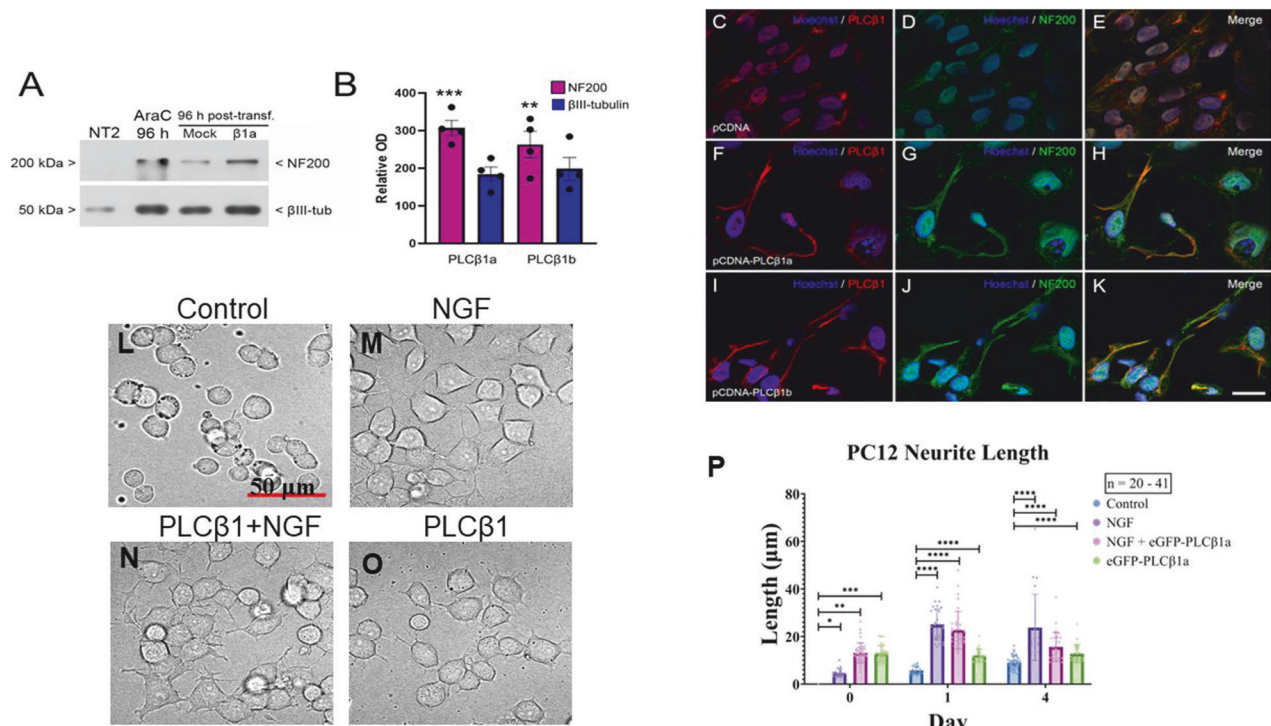 A
AraC 96 h post-transf.
NT2 96 h Mock β1a
200 kDa > < NF200
50 kDa > < βIII-tub
B
NF200
βIII-tubulin
*** **
400
300
200
100
0
Relative OD
PLCβ1a PLCβ1b
C Hoechst / PLCβ1 D Hoechst / NF200 E Merge
pCDNA
F Hoechst / PLCβ1 G Hoechst / NF200 H Merge
pCDNA-PLCβ1a
I Hoechst / PLCβ1 J Hoechst / NF200 K Merge
pCDNA-PLCβ1b
Control NGF
L M
50 µm
PLCβ1+NGF PLCβ1
N O
P
PC12 Neurite Length
n = 20 - 41
Control
NGF
NGF + eGFP-PLCβ1a
eGFP-PLCβ1a
80
60
40
20
0
Length (µm)
***
**
*
****
****
****
****
****
****
0 1 4
Day